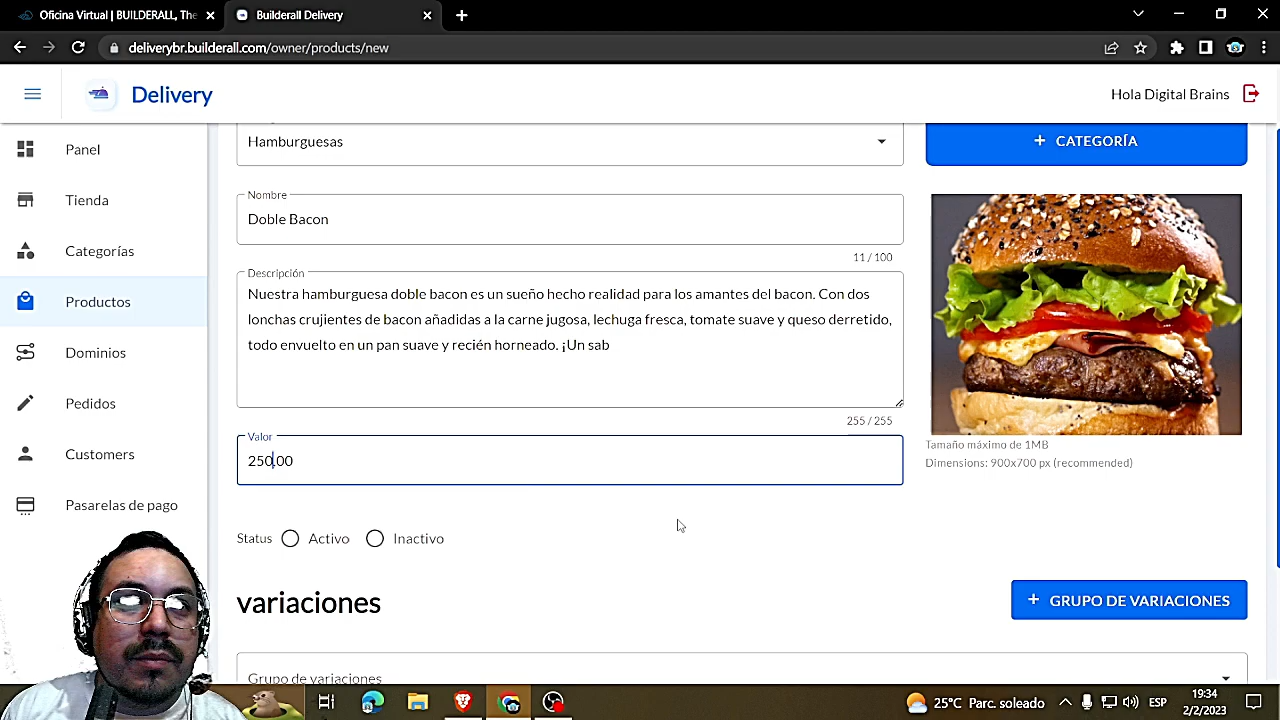 Oficina Virtual | BUILDERALL, The
Builderall Delivery
deliverybr.builderall.com/owner/products/new
Delivery
Hola Digital Brains
Panel
Tienda
Categorías
Productos
Dominios
Pedidos
Customers
Pasarelas de pago
Hamburguesas
+ CATEGORÍA
Nombre
Doble Bacon
11 / 100
Descripción
Nuestra hamburguesa doble bacon es un sueño hecho realidad para los amantes del bacon. Con dos
lonchas crujientes de bacon añadidas a la carne jugosa, lechuga fresca, tomate suave y queso derretido,
todo envuelto en un pan suave y recién horneado. ¡Un sab
255 / 255
Tamaño máximo de 1MB
Dimensions: 900x700 px (recommended)
Valor
250.00
Status Activo Inactivo
variaciones
+ GRUPO DE VARIACIONES
Grupo de variaciones
25°C Parc. soleado
ESP
19:34
2/2/2023